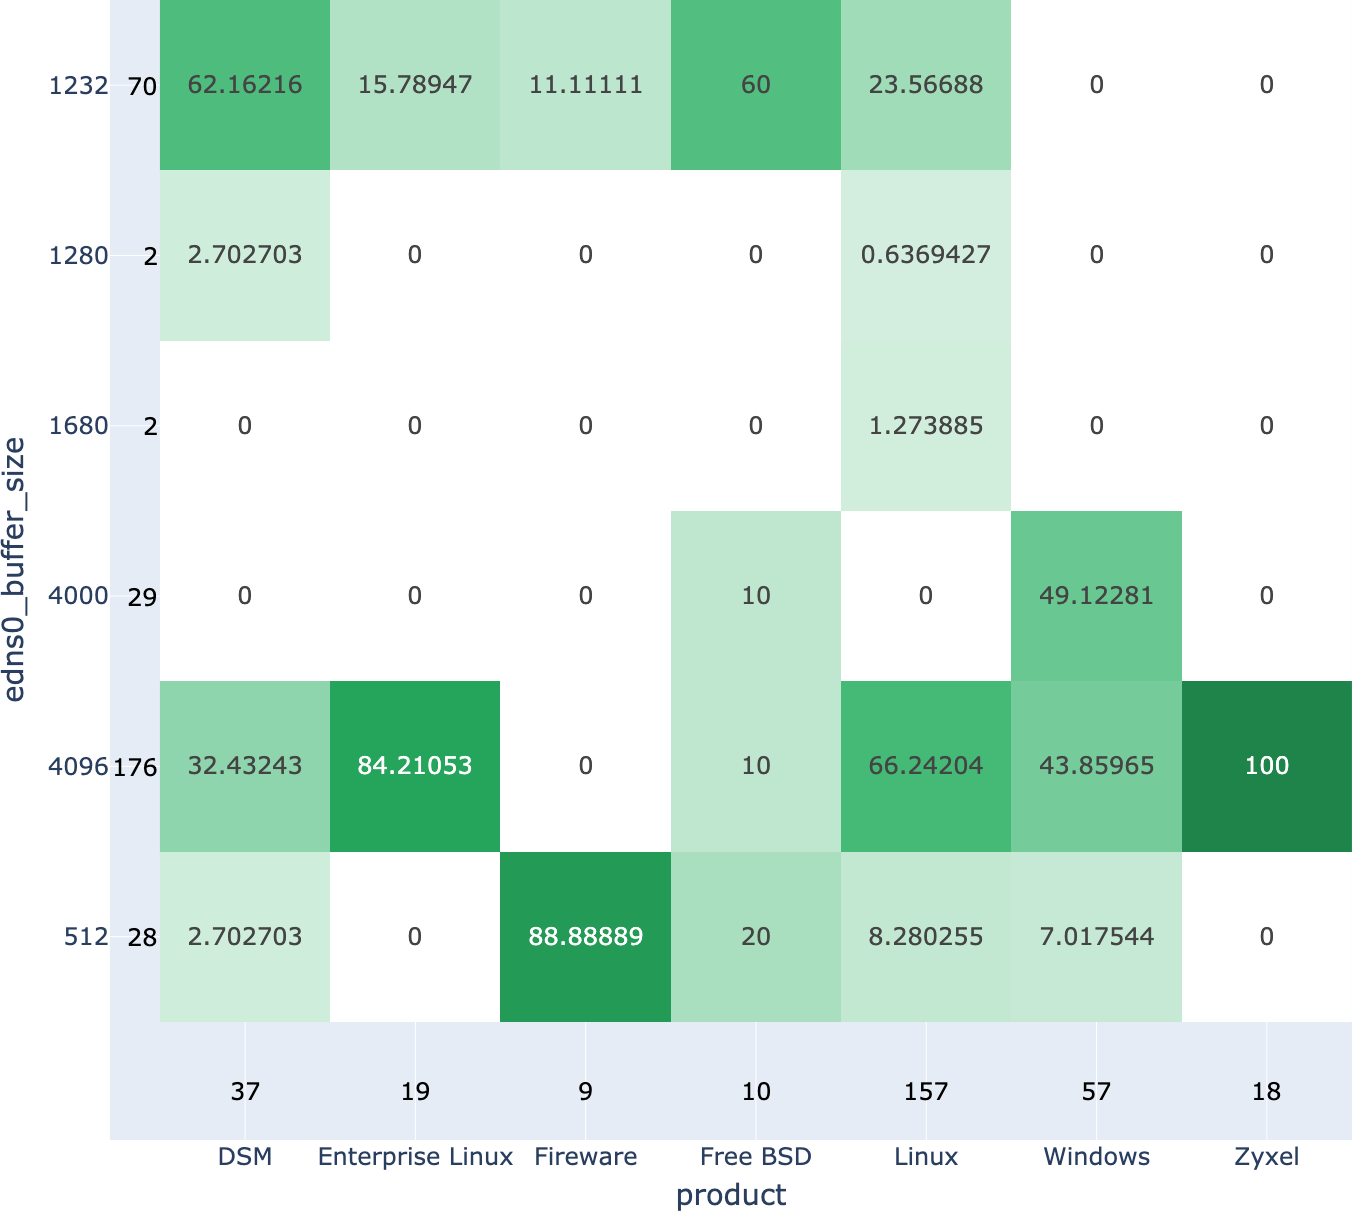 1232 70 62.16216 15.78947 11.11111 60 23.56688 0 0
1280 2 2.702703 0 0 0 0.6369427 0 0
1680 2 0 0 0 0 1.273885 0 0
4000 29 0 0 0 10 0 49.12281 0
4096 176 32.43243 84.21053 0 10 66.24204 43.85965 100
512 28 2.702703 0 88.88889 20 8.280255 7.017544 0
edns0_buffer_size
37 19 9 10 157 57 18
DSM Enterprise Linux Fireware Free BSD Linux Windows Zyxel
product